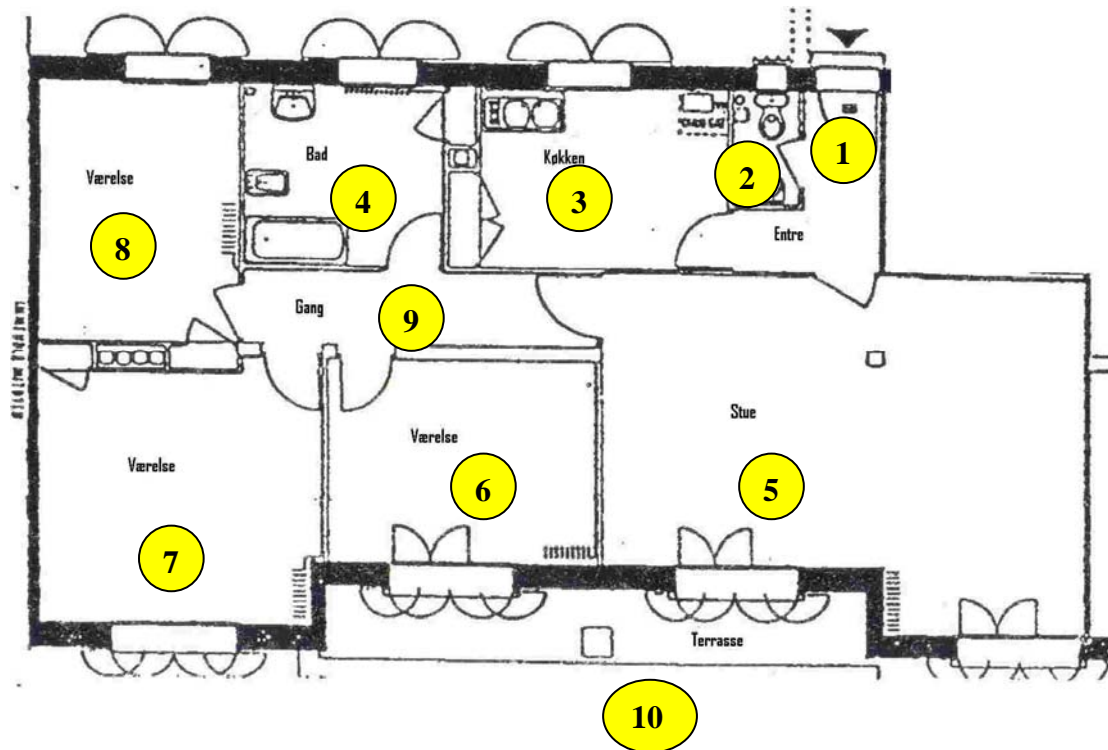 Bad
Køkken
1
2
Værelse
4
3
8
Entre
Gang
9
Stue
Værelse
Værelse
6
5
7
Terrasse
10